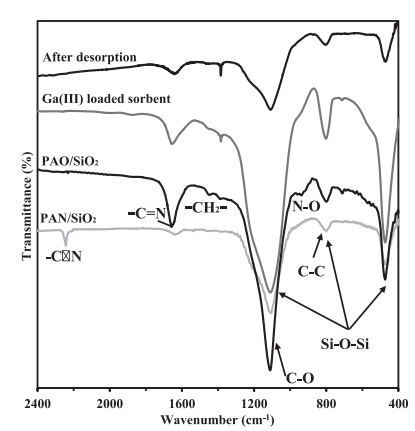 After desorption
Ga(III) loaded sorbent
PAO/SiO2
PAN/SiO2
-C=N
-CH2-
N-O
-C☒N
C-C
Si-O-Si
C-O
Transmittance (%)
2400 1600 1200 800 400
Wavenumber (cm-1)